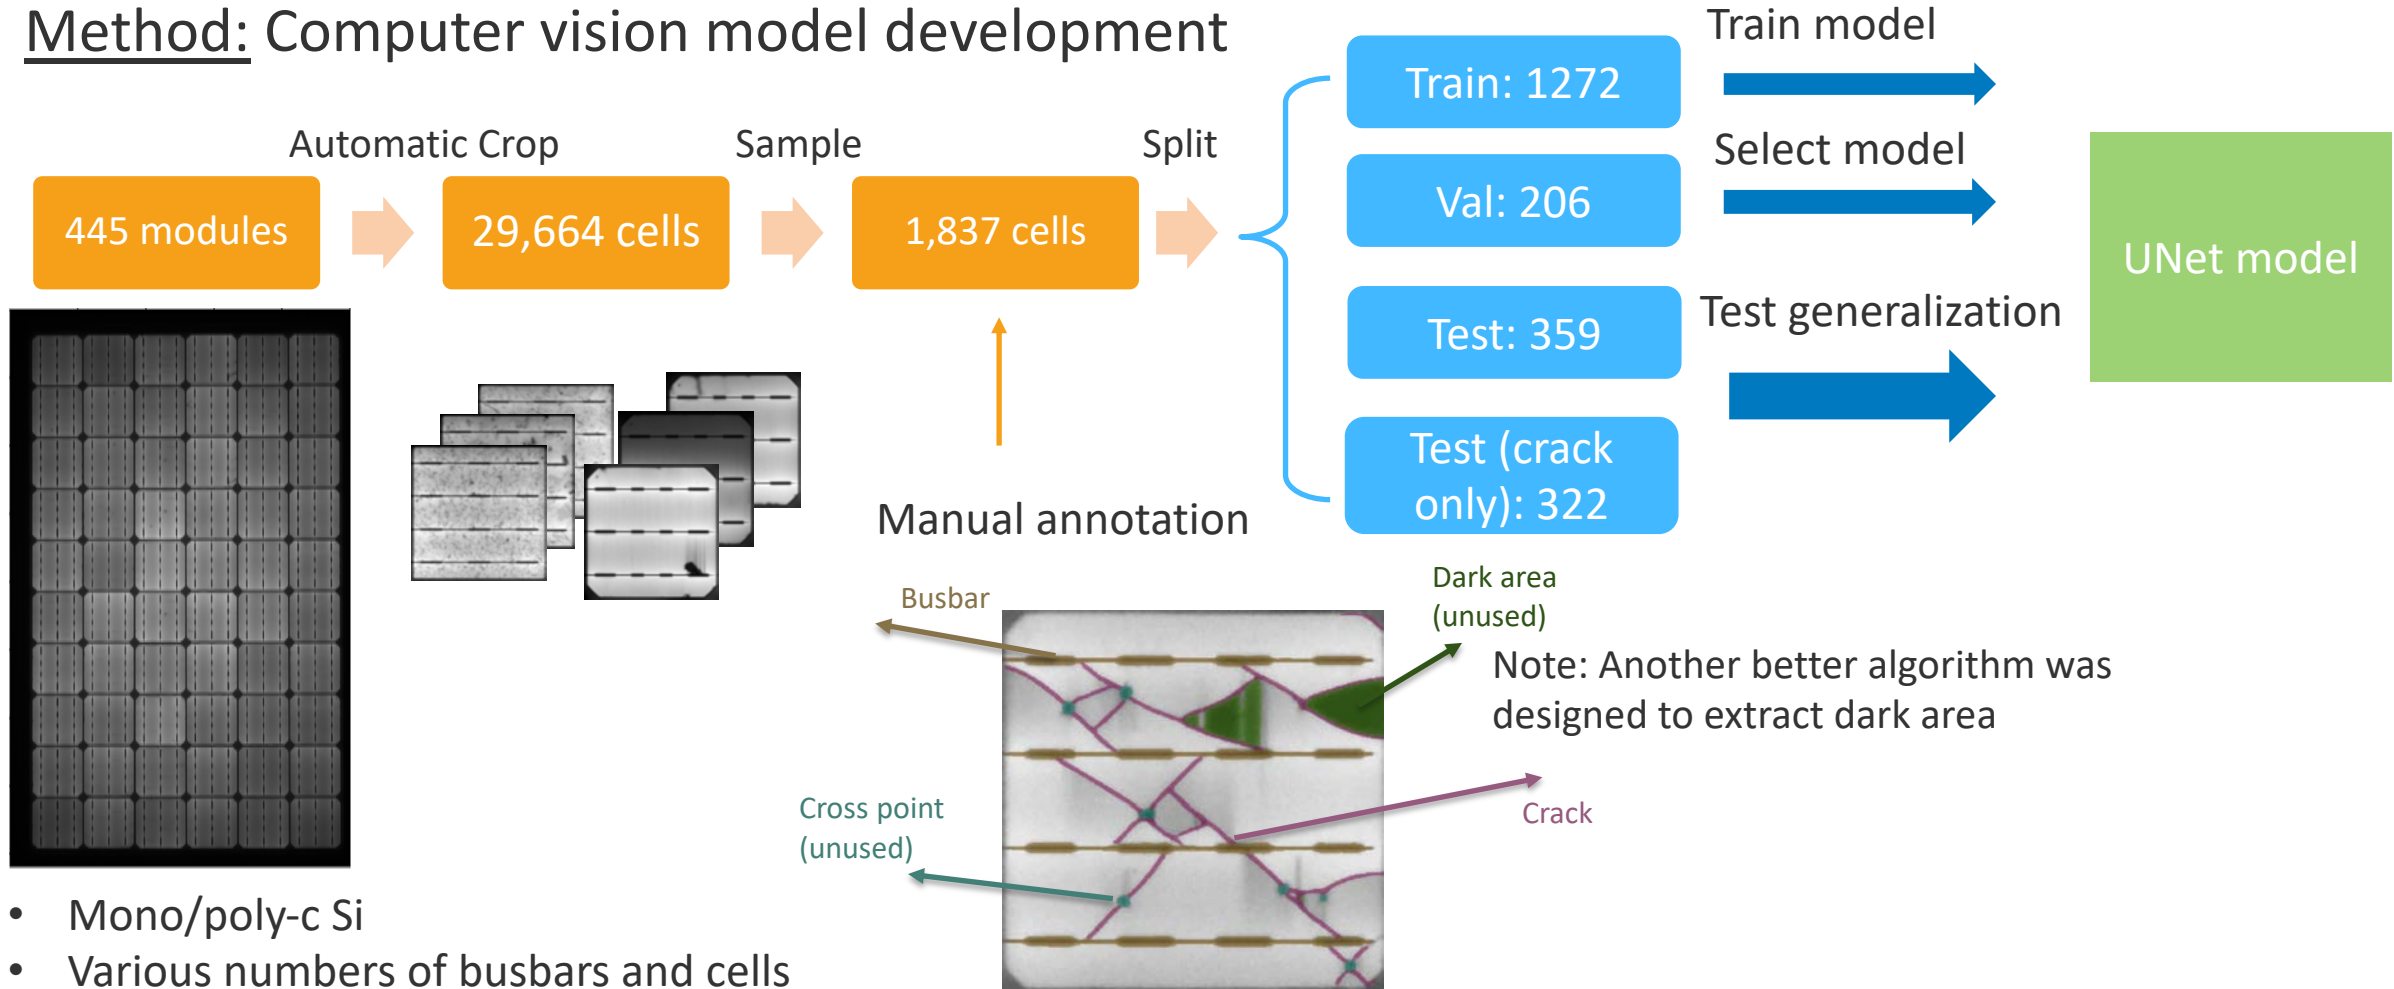 Method: Computer vision model development
Automatic Crop
Sample
Split
445 modules
29,664 cells
1,837 cells
Train: 1272
Val: 206
Test: 359
Test (crack
only): 322
Train model
Select model
Test generalization
UNet model
Manual annotation
Busbar
Dark area
(unused)
Note: Another better algorithm was
designed to extract dark area
Cross point
(unused)
Crack
• Mono/poly-c Si
• Various numbers of busbars and cells